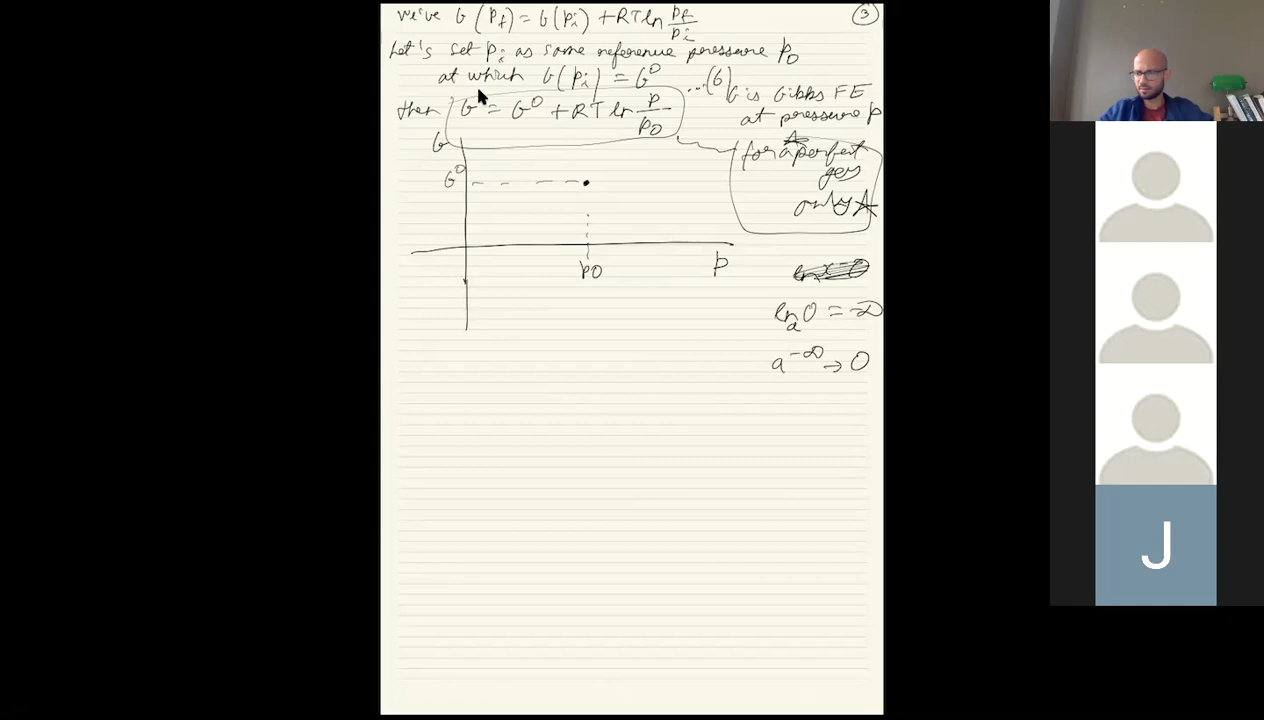 we've G(Pf) = G(Pi) + RT ln Pf/Pi
3
Let's set Pi as some reference pressure P0
at which G(Pi) = G⁰ ...(6)
then G = G⁰ + RT ln P/P0
G is Gibbs FE
at pressure P
for a perfect
gas
only
G
G⁰
P0
P
lnₐ0 = -∞
a^-∞ → 0
J